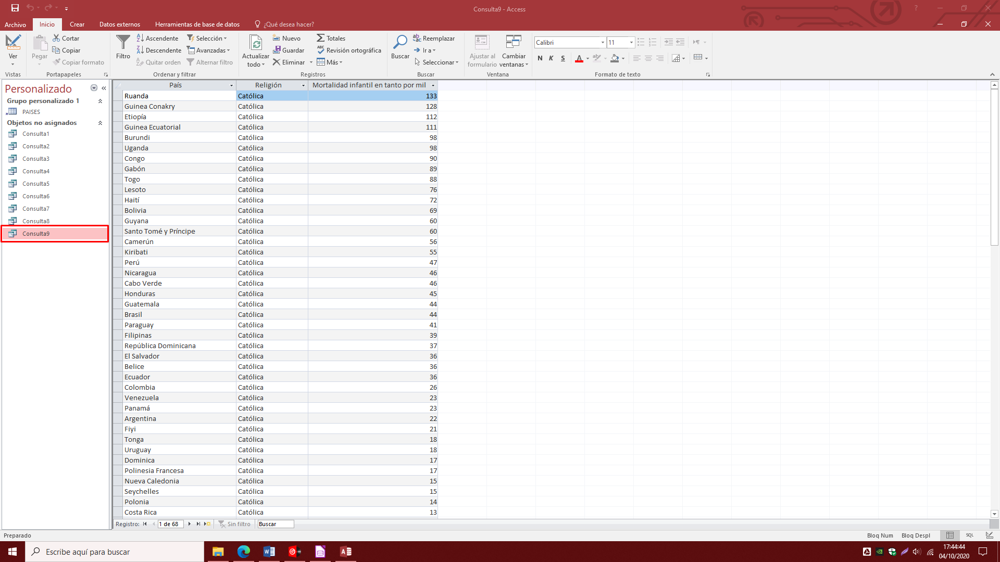 Consulta9 - Access
Archivo Inicio Crear Datos externos Herramientas de base de datos ¿Qué desea hacer?
Ver
Vistas
Pegar
Cortar
Copiar
Copiar formato
Portapapeles
Filtro
Ascendente
Descendente
Quitar orden
Selección
Avanzadas
Alternar filtro
Ordenar y filtrar
Actualizar todo
Nuevo
Guardar
Eliminar
Totales
Revisión ortográfica
Más
Registros
Buscar
Reemplazar
Ir a
Seleccionar
Buscar
Ajustar al formulario
Cambiar ventanas
Ventana
Calibri 11
N K S
Formato de texto
Personalizado
Grupo personalizado 1
PAISES
Objetos no asignados
Consulta1
Consulta2
Consulta3
Consulta4
Consulta5
Consulta6
Consulta7
Consulta8
Consulta9
País Religión Mortalidad infantil en tanto por mil
Ruanda Católica 133
Guinea Conakry Católica 128
Etiopía Católica 112
Guinea Ecuatorial Católica 111
Burundi Católica 98
Uganda Católica 98
Congo Católica 90
Gabón Católica 89
Togo Católica 88
Lesoto Católica 76
Haití Católica 72
Bolivia Católica 69
Guyana Católica 60
Santo Tomé y Príncipe Católica 60
Camerún Católica 56
Kiribati Católica 55
Perú Católica 47
Nicaragua Católica 46
Cabo Verde Católica 46
Honduras Católica 45
Guatemala Católica 44
Brasil Católica 44
Paraguay Católica 41
Filipinas Católica 39
República Dominicana Católica 37
El Salvador Católica 36
Belice Católica 36
Ecuador Católica 36
Colombia Católica 26
Venezuela Católica 23
Panamá Católica 23
Argentina Católica 22
Fiyi Católica 21
Tonga Católica 18
Uruguay Católica 18
Dominica Católica 17
Polinesia Francesa Católica 17
Nueva Caledonia Católica 15
Seychelles Católica 15
Polonia Católica 14
Costa Rica Católica 13
Registro: 1 de 68 Sin filtro Buscar
Preparado Bloq Num Bloq Despl SQL
Escribe aquí para buscar
17:44:44
04/10/2020